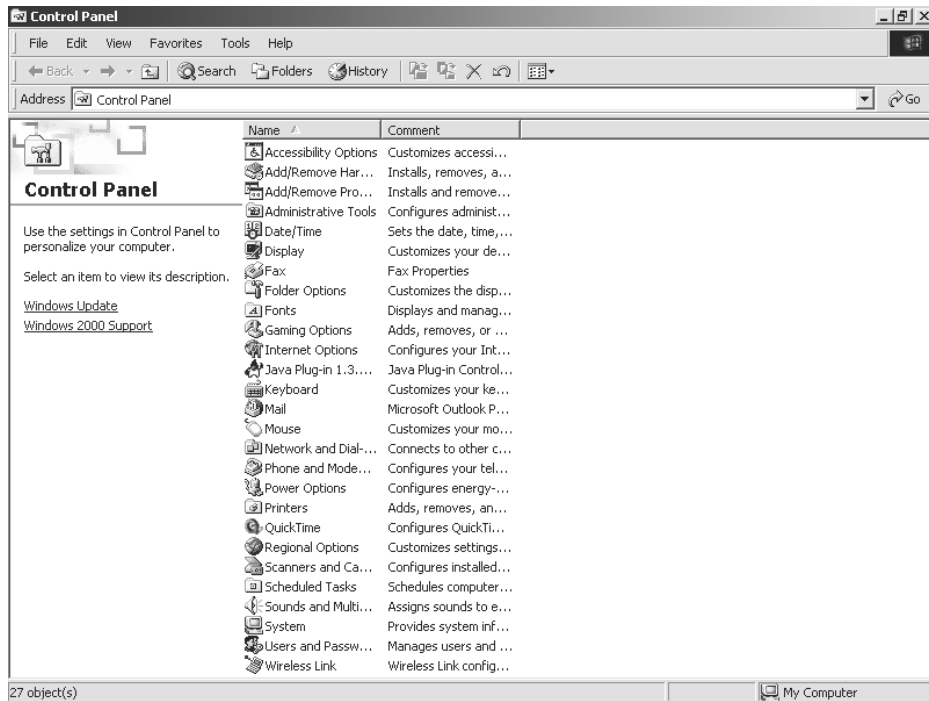 Control Panel
File Edit View Favorites Tools Help
Back Search Folders History
Address Control Panel Go
Name Comment
Control Panel
Use the settings in Control Panel to
personalize your computer.
Select an item to view its description.
Windows Update
Windows 2000 Support
Accessibility Options Customizes accessi...
Add/Remove Har... Installs, removes, a...
Add/Remove Pro... Installs and remove...
Administrative Tools Configures administ...
Date/Time Sets the date, time,...
Display Customizes your de...
Fax Fax Properties
Folder Options Customizes the disp...
Fonts Displays and manag...
Gaming Options Adds, removes, or ...
Internet Options Configures your Int...
Java Plug-in 1.3.... Java Plug-in Control...
Keyboard Customizes your ke...
Mail Microsoft Outlook P...
Mouse Customizes your mo...
Network and Dial-... Connects to other c...
Phone and Mode... Configures your tel...
Power Options Configures energy-...
Printers Adds, removes, an...
QuickTime Configures QuickTi...
Regional Options Customizes settings...
Scanners and Ca... Configures installed...
Scheduled Tasks Schedules computer...
Sounds and Multi... Assigns sounds to e...
System Provides system inf...
Users and Passw... Manages users and ...
Wireless Link Wireless Link config...
27 object(s) My Computer